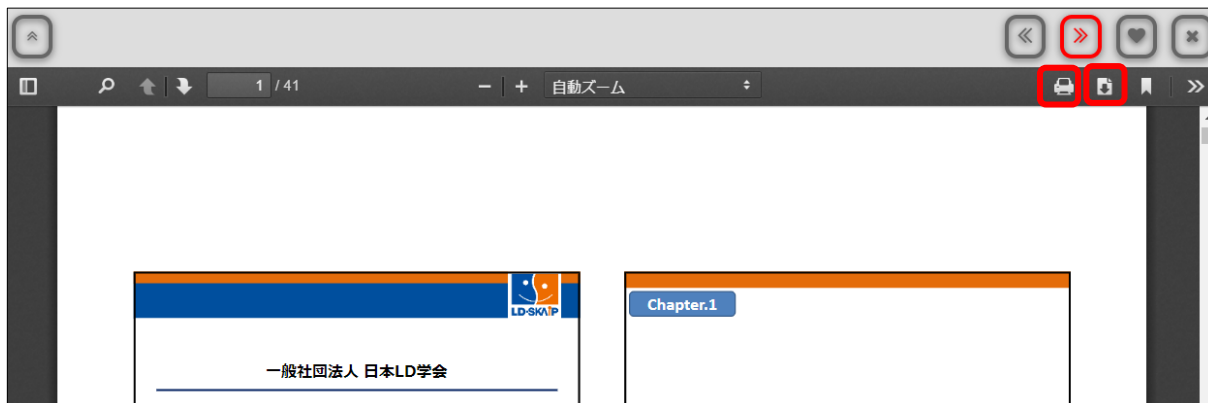 1 / 41
自動ズーム
LD-SKAIP
Chapter.1
一般社団法人 日本LD学会